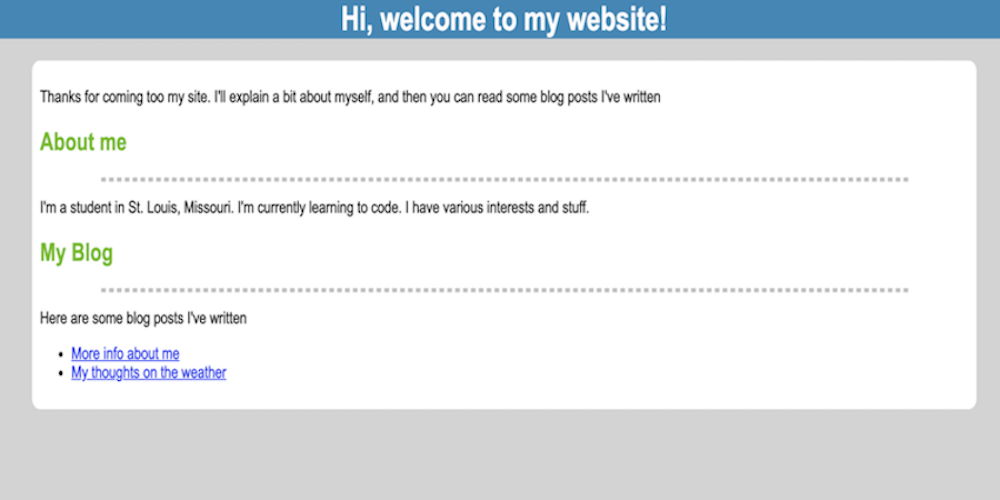 Hi, welcome to my website!
Thanks for coming too my site. I'll explain a bit about myself, and then you can read some blog posts I've written
About me
I'm a student in St. Louis, Missouri. I'm currently learning to code. I have various interests and stuff.
My Blog
Here are some blog posts I've written
More info about me
My thoughts on the weather